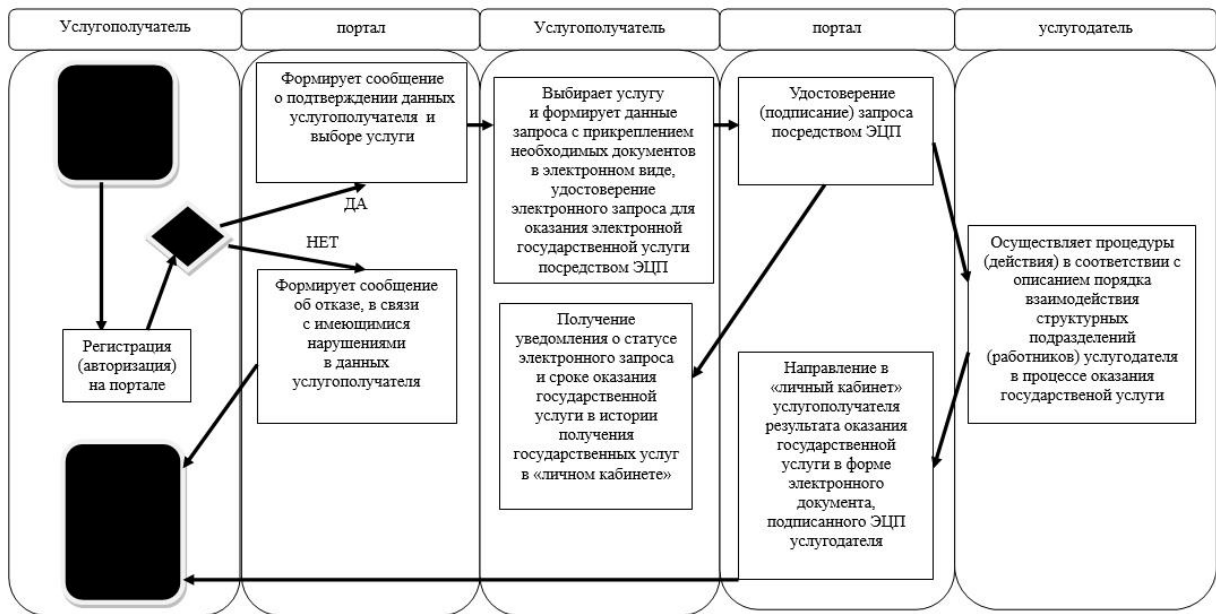 Услугополучатель
портал
Услугополучатель
портал
услугодатель
Регистрация
(авторизация)
на портале
ДА
НЕТ
Формирует сообщение
о подтверждении данных
услугополучателя и
выборе услуги
Формирует сообщение
об отказе, в связи
с имеющимися
нарушениями
в данных
услугополучателя
Выбирает услугу
и формирует данные
запроса с прикреплением
необходимых документов
в электронном виде,
удостоверение
электронного запроса для
оказания электронной
государственной услуги
посредством ЭЦП
Получение
уведомления о статусе
электронного запроса
и сроке оказания
государственной
услуги в истории
получения
государственных услуг
в «личном кабинете»
Удостоверение
(подписание) запроса
посредством ЭЦП
Направление в
«личный кабинет»
услугополучателя
результата оказания
государственной
услуги в форме
электронного
документа,
подписанного ЭЦП
услугодателя
Осуществляет процедуры
(действия) в соответствии с
описанием порядка
взаимодействия
структурных
подразделений
(работников) услугодателя
в процессе оказания
государственой услуги